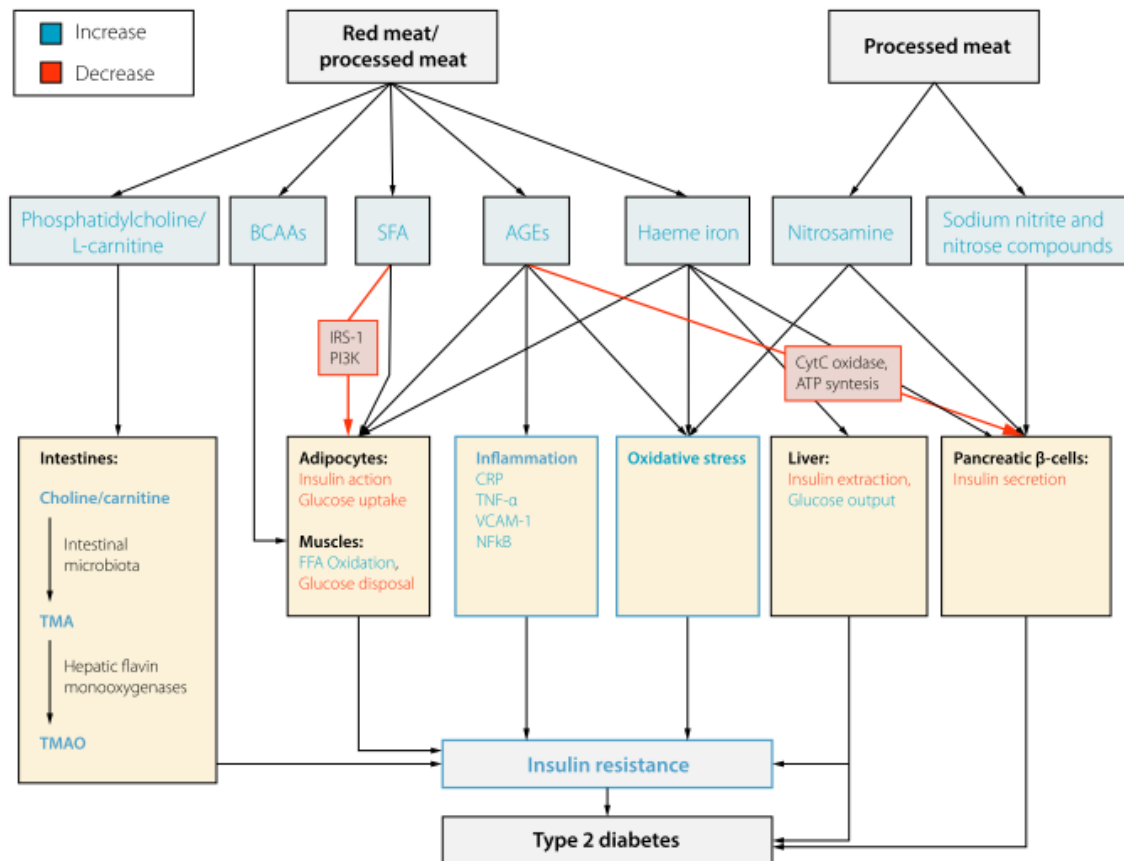 Increase
Decrease
Red meat/
processed meat
Processed meat
Phosphatidylcholine/
L-carnitine
BCAAs
SFA
AGEs
Haeme iron
Nitrosamine
Sodium nitrite and
nitrose compounds
IRS-1
PI3K
CytC oxidase,
ATP syntesis
Intestines:
Choline/carnitine
Intestinal
microbiota
TMA
Hepatic flavin
monooxygenases
TMAO
Adipocytes:
Insulin action
Glucose uptake
Muscles:
FFA Oxidation,
Glucose disposal
Inflammation
CRP
TNF-α
VCAM-1
NFkB
Oxidative stress
Liver:
Insulin extraction,
Glucose output
Pancreatic β-cells:
Insulin secretion
Insulin resistance
Type 2 diabetes